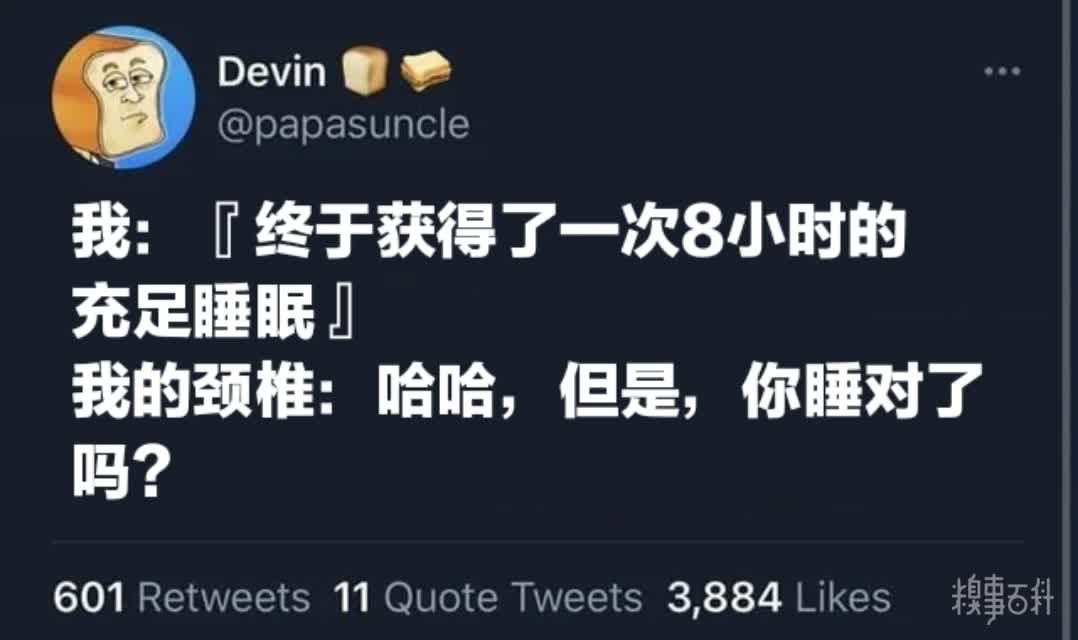 Devin
@papasuncle
我：『终于获得了一次8小时的
充足睡眠』
我的颈椎：哈哈，但是，你睡对了
吗？
601 Retweets 11 Quote Tweets 3,884 Likes
糗事百科